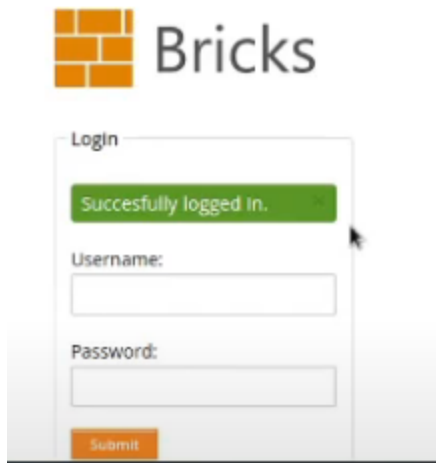 Bricks
Login
Succesfully logged in.
Username:
Password:
Submit